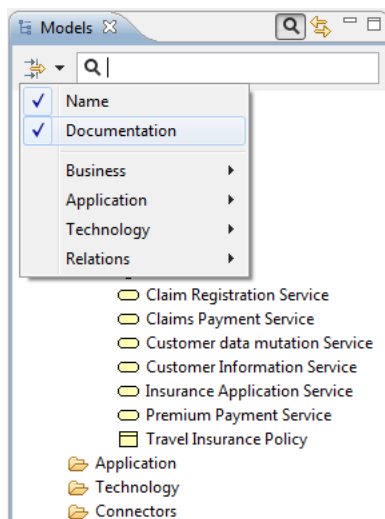 Models
Name
Documentation
Business
Application
Technology
Relations
Claim Registration Service
Claims Payment Service
Customer data mutation Service
Customer Information Service
Insurance Application Service
Premium Payment Service
Travel Insurance Policy
Application
Technology
Connectors